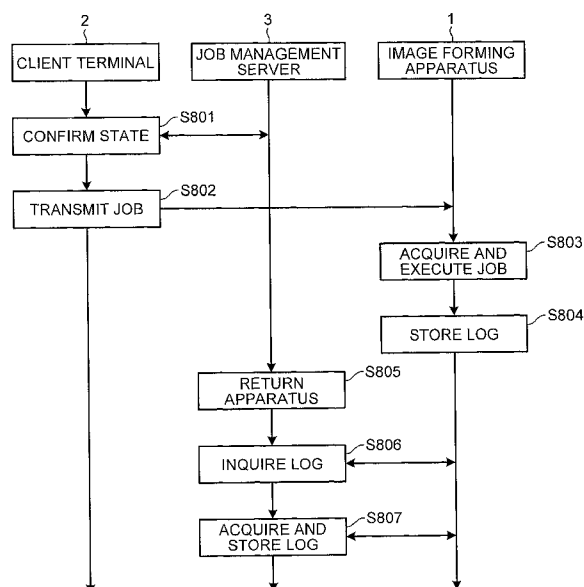 2
3
1
CLIENT TERMINAL
JOB MANAGEMENT
SERVER
IMAGE FORMING
APPARATUS
S801
CONFIRM STATE
S802
TRANSMIT JOB
S803
ACQUIRE AND
EXECUTE JOB
S804
STORE LOG
S805
RETURN
APPARATUS
S806
INQUIRE LOG
S807
ACQUIRE AND
STORE LOG